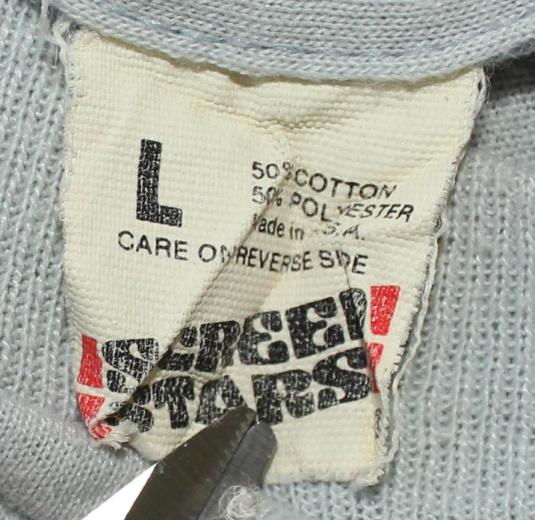 L
50% COTTON
50% POLYESTER
Made in U.S.A.
CARE ON REVERSE SIDE
SCREEN
STARS